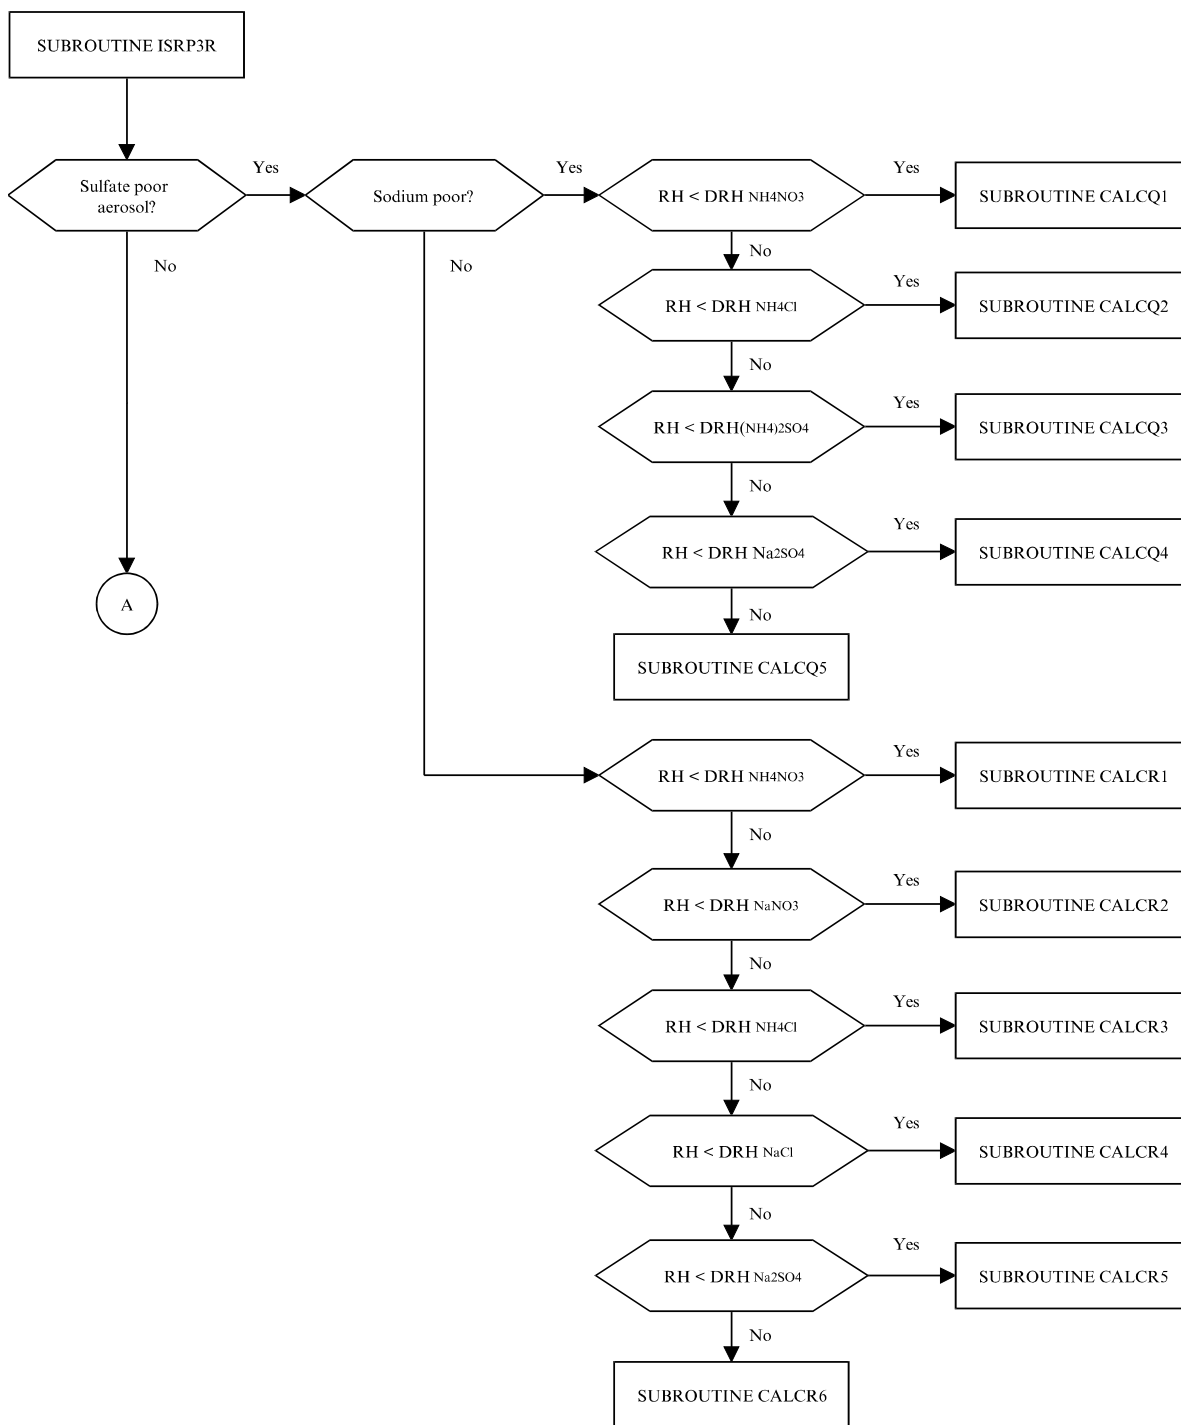 SUBROUTINE ISRP3R
Sulfate poor
aerosol?
Yes
Sodium poor?
Yes
RH < DRH NH4NO3
Yes
SUBROUTINE CALCQ1
No
No
No
RH < DRH NH4Cl
Yes
SUBROUTINE CALCQ2
No
RH < DRH(NH4)2SO4
Yes
SUBROUTINE CALCQ3
No
RH < DRH Na2SO4
Yes
SUBROUTINE CALCQ4
A
No
SUBROUTINE CALCQ5
RH < DRH NH4NO3
Yes
SUBROUTINE CALCR1
No
RH < DRH NaNO3
Yes
SUBROUTINE CALCR2
No
RH < DRH NH4Cl
Yes
SUBROUTINE CALCR3
No
RH < DRH NaCl
Yes
SUBROUTINE CALCR4
No
RH < DRH Na2SO4
Yes
SUBROUTINE CALCR5
No
SUBROUTINE CALCR6